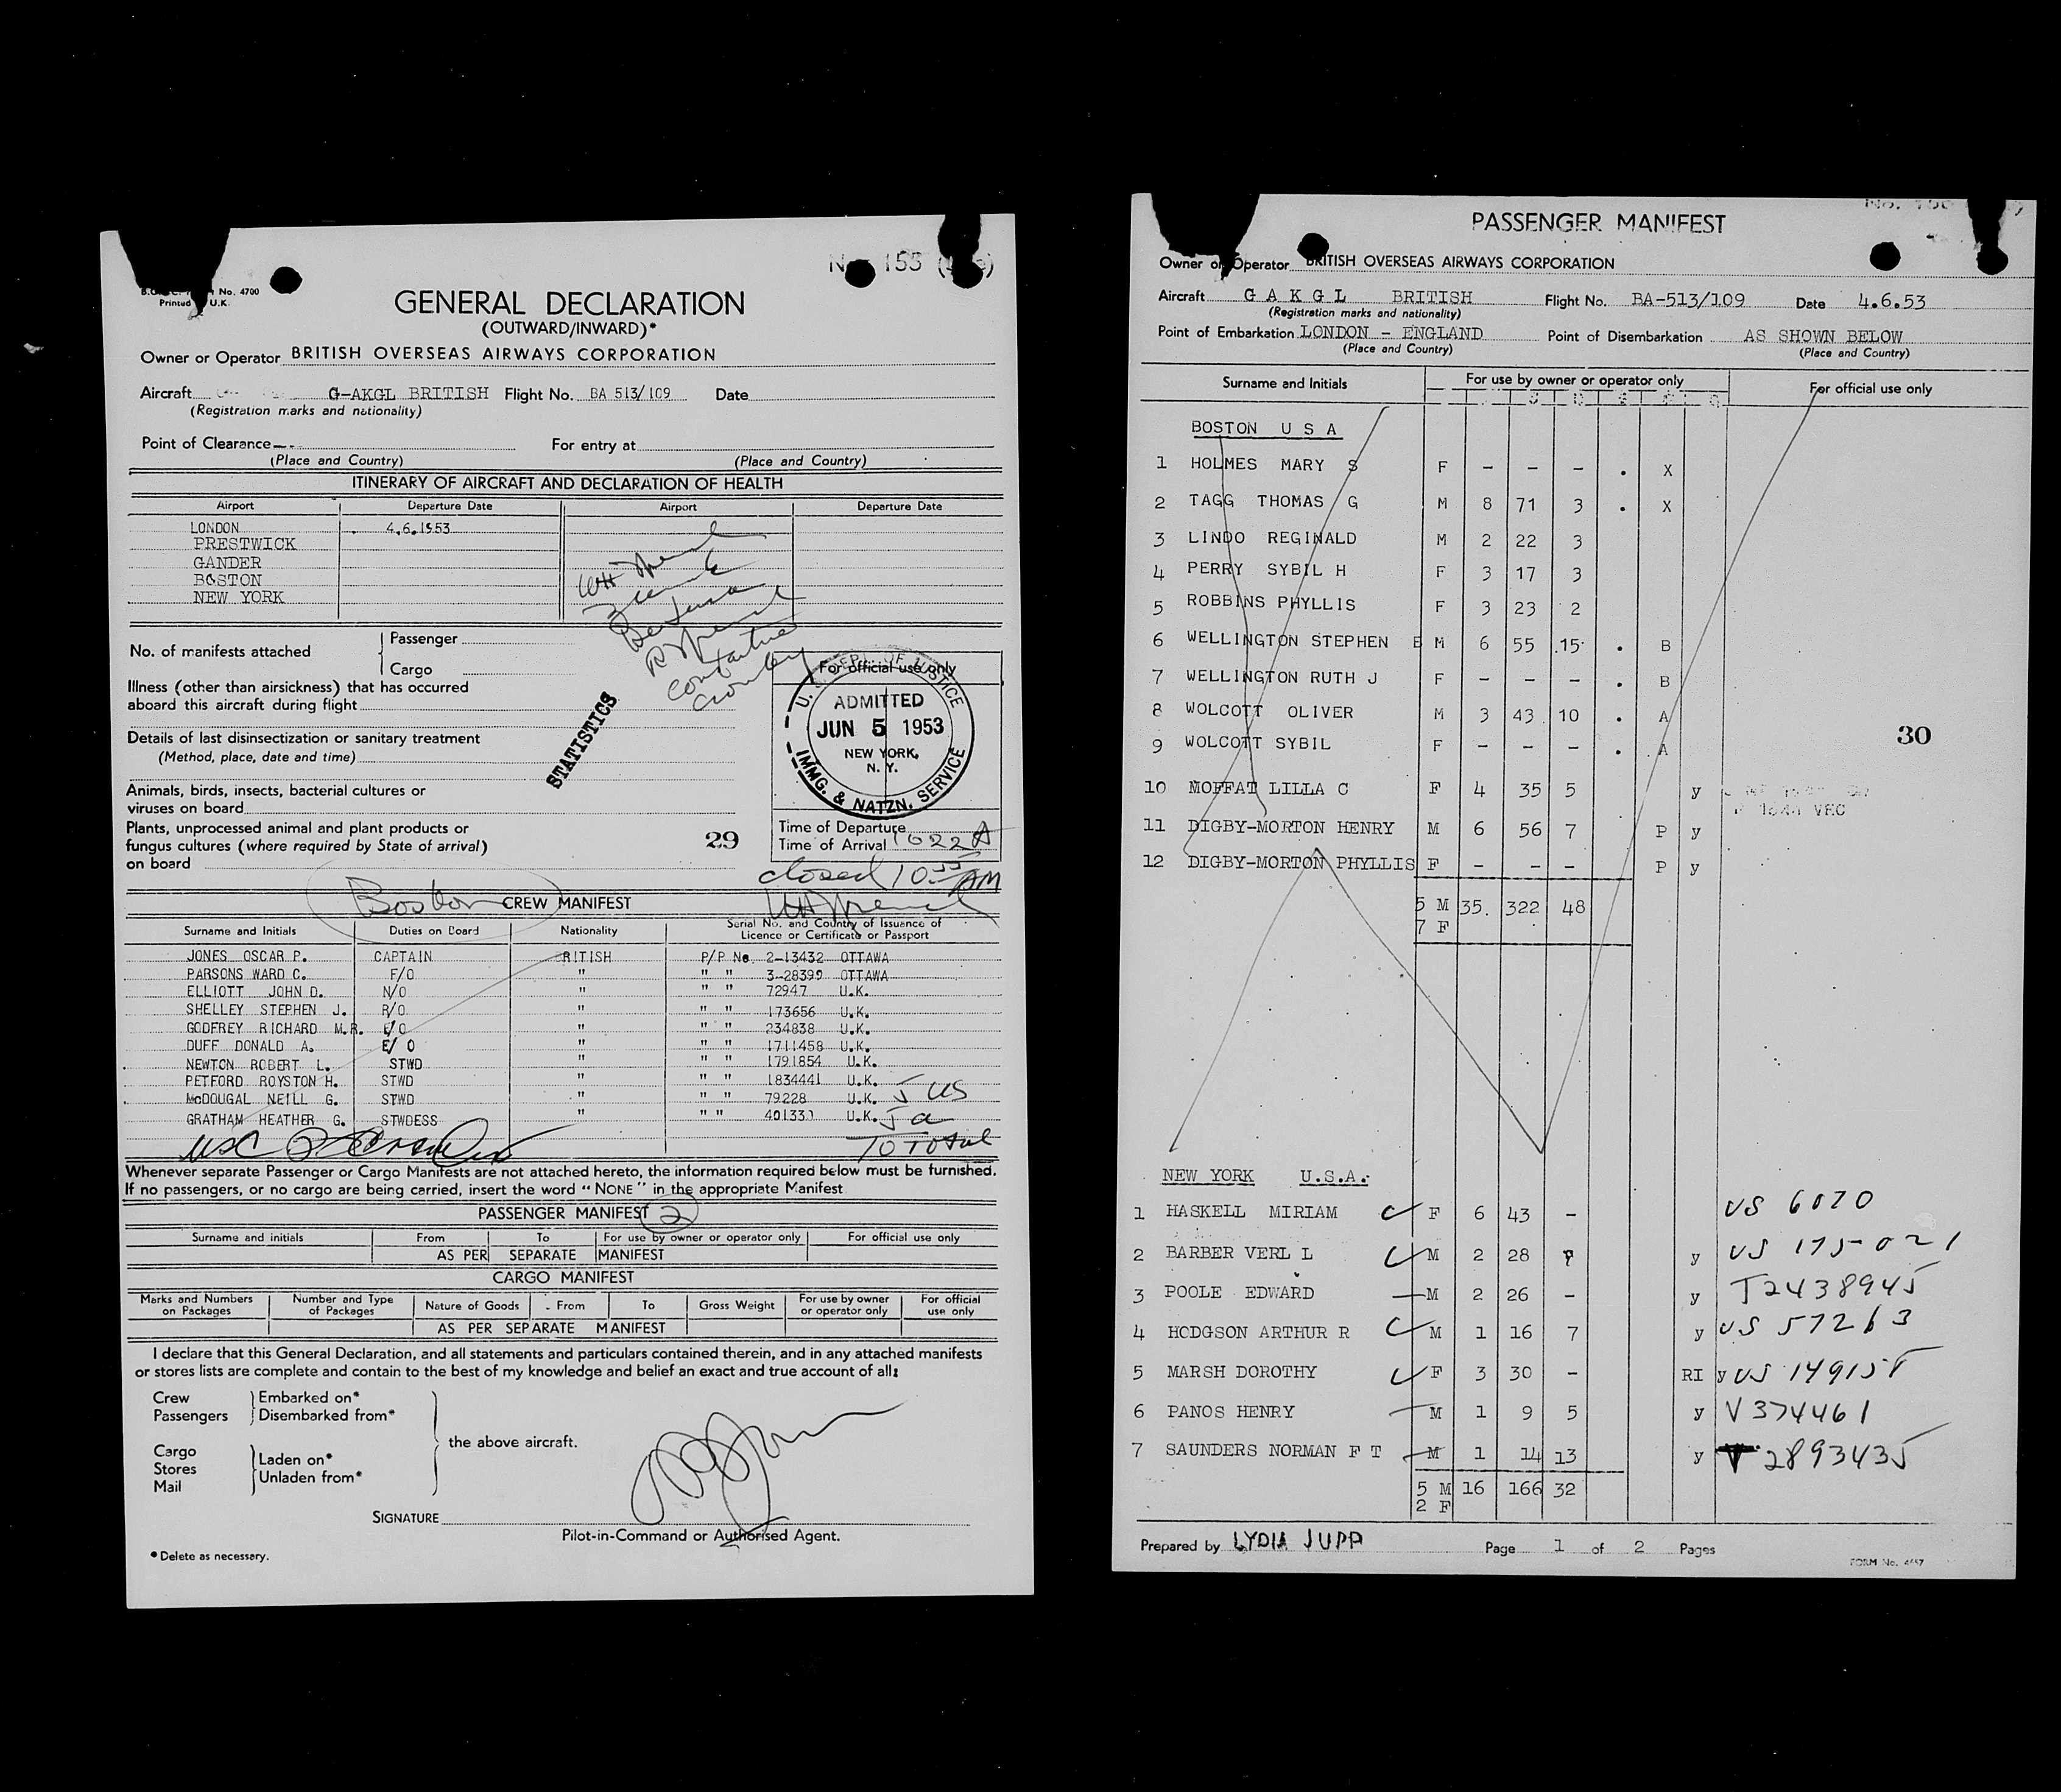 155
No. 4700
Printed U.K.
GENERAL DECLARATION
(OUTWARD/INWARD)*
Owner or Operator BRITISH OVERSEAS AIRWAYS CORPORATION
Aircraft G-AKGL BRITISH Flight No. BA 513/109 Date
(Registration marks and nationality)
Point of Clearance For entry at
(Place and Country) (Place and Country)
ITINERARY OF AIRCRAFT AND DECLARATION OF HEALTH
Airport Departure Date Airport Departure Date
LONDON 4.6.1953
PRESTWICK
GANDER
BOSTON
NEW YORK
No. of manifests attached Passenger
Cargo
Illness (other than airsickness) that has occurred
aboard this aircraft during flight
Details of last disinsectization or sanitary treatment
(Method, place, date and time)
STATISTICS
For official use only
U.S. DEPT. OF JUSTICE
ADMITTED
JUN 5 1953
NEW YORK,
N. Y.
IMMG. & NATZN. SERVICE
Animals, birds, insects, bacterial cultures or
viruses on board
Plants, unprocessed animal and plant products or
fungus cultures (where required by State of arrival)
on board
29
Time of Departure
Time of Arrival 1022 A
closed 10 55 AM
Boston
CREW MANIFEST
Surname and Initials Duties on Board Nationality Serial No. and Country of Issuance of Licence or Certificate or Passport
JONES OSCAR P. CAPTAIN BRITISH P/P No. 2-13432 OTTAWA
PARSONS WARD C. F/O " " " 3-28399 OTTAWA
ELLIOTT JOHN D. N/O " " " 72947 U.K.
SHELLEY STEPHEN J. R/O " " " 173656 U.K.
GODFREY RICHARD M.R. E/O " " " 234838 U.K.
DUFF DONALD A. E/O " " " 1711458 U.K.
NEWTON ROBERT L. STWD " " " 1791854 U.K.
PETFORD ROYSTON H. STWD " " " 1834441 U.K.
McDOUGAL NEILL G. STWD " " " 79228 U.K. 5 US
GRATHAM HEATHER G. STWDESS " " " 401330 U.K. 5 a
10 Total
Whenever separate Passenger or Cargo Manifests are not attached hereto, the information required below must be furnished.
If no passengers, or no cargo are being carried, insert the word "NONE" in the appropriate Manifest
PASSENGER MANIFEST 2
Surname and initials From To For use by owner or operator only For official use only
AS PER SEPARATE MANIFEST
CARGO MANIFEST
Marks and Numbers on Packages Number and Type of Packages Nature of Goods From To Gross Weight For use by owner or operator only For official use only
AS PER SEPARATE MANIFEST
I declare that this General Declaration, and all statements and particulars contained therein, and in any attached manifests
or stores lists are complete and contain to the best of my knowledge and belief an exact and true account of all:
Crew Embarked on*
Passengers Disembarked from*
the above aircraft.
Cargo
Stores Laden on*
Mail Unladen from*
SIGNATURE
Pilot-in-Command or Authorised Agent.
* Delete as necessary.
PASSENGER MANIFEST
Owner or Operator BRITISH OVERSEAS AIRWAYS CORPORATION
Aircraft G A K G L BRITISH Flight No. BA-513/109 Date 4.6.53
(Registration marks and nationality)
Point of Embarkation LONDON - ENGLAND Point of Disembarkation AS SHOWN BELOW
(Place and Country) (Place and Country)
Surname and Initials For use by owner or operator only For official use only
BOSTON U S A
1 HOLMES MARY S F - - - . X
2 TAGG THOMAS G M 8 71 3 . X
3 LINDO REGINALD M 2 22 3
4 PERRY SYBIL H F 3 17 3
5 ROBBINS PHYLLIS F 3 23 2
6 WELLINGTON STEPHEN B M 6 55 15 . B
7 WELLINGTON RUTH J F - - - . B
8 WOLCOTT OLIVER M 3 43 10 . A
9 WOLCOTT SYBIL F - - - . A
30
10 MOFFAT LILLA C F 4 35 5 y
11 DIGBY-MORTON HENRY M 6 56 7 P y
12 DIGBY-MORTON PHYLLIS F - - - P y
5 M 35. 322 48
7 F
NEW YORK U.S.A.
1 HASKELL MIRIAM F 6 43 - US 6070
2 BARBER VERL L M 2 28 y US 175-021
3 POOLE EDWARD M 2 26 - y T2438945
4 HODGSON ARTHUR R M 1 16 7 y US 57263
5 MARSH DOROTHY F 3 30 - RI y US
6 PANOS HENRY M 1 9 5 y V374461
7 SAUNDERS NORMAN F T M 1 14 13 y 2893435
5 M 16 166 32
2 F
Prepared by LYDIA JUPP Page 1 of 2 Pages
FORM No. 4457